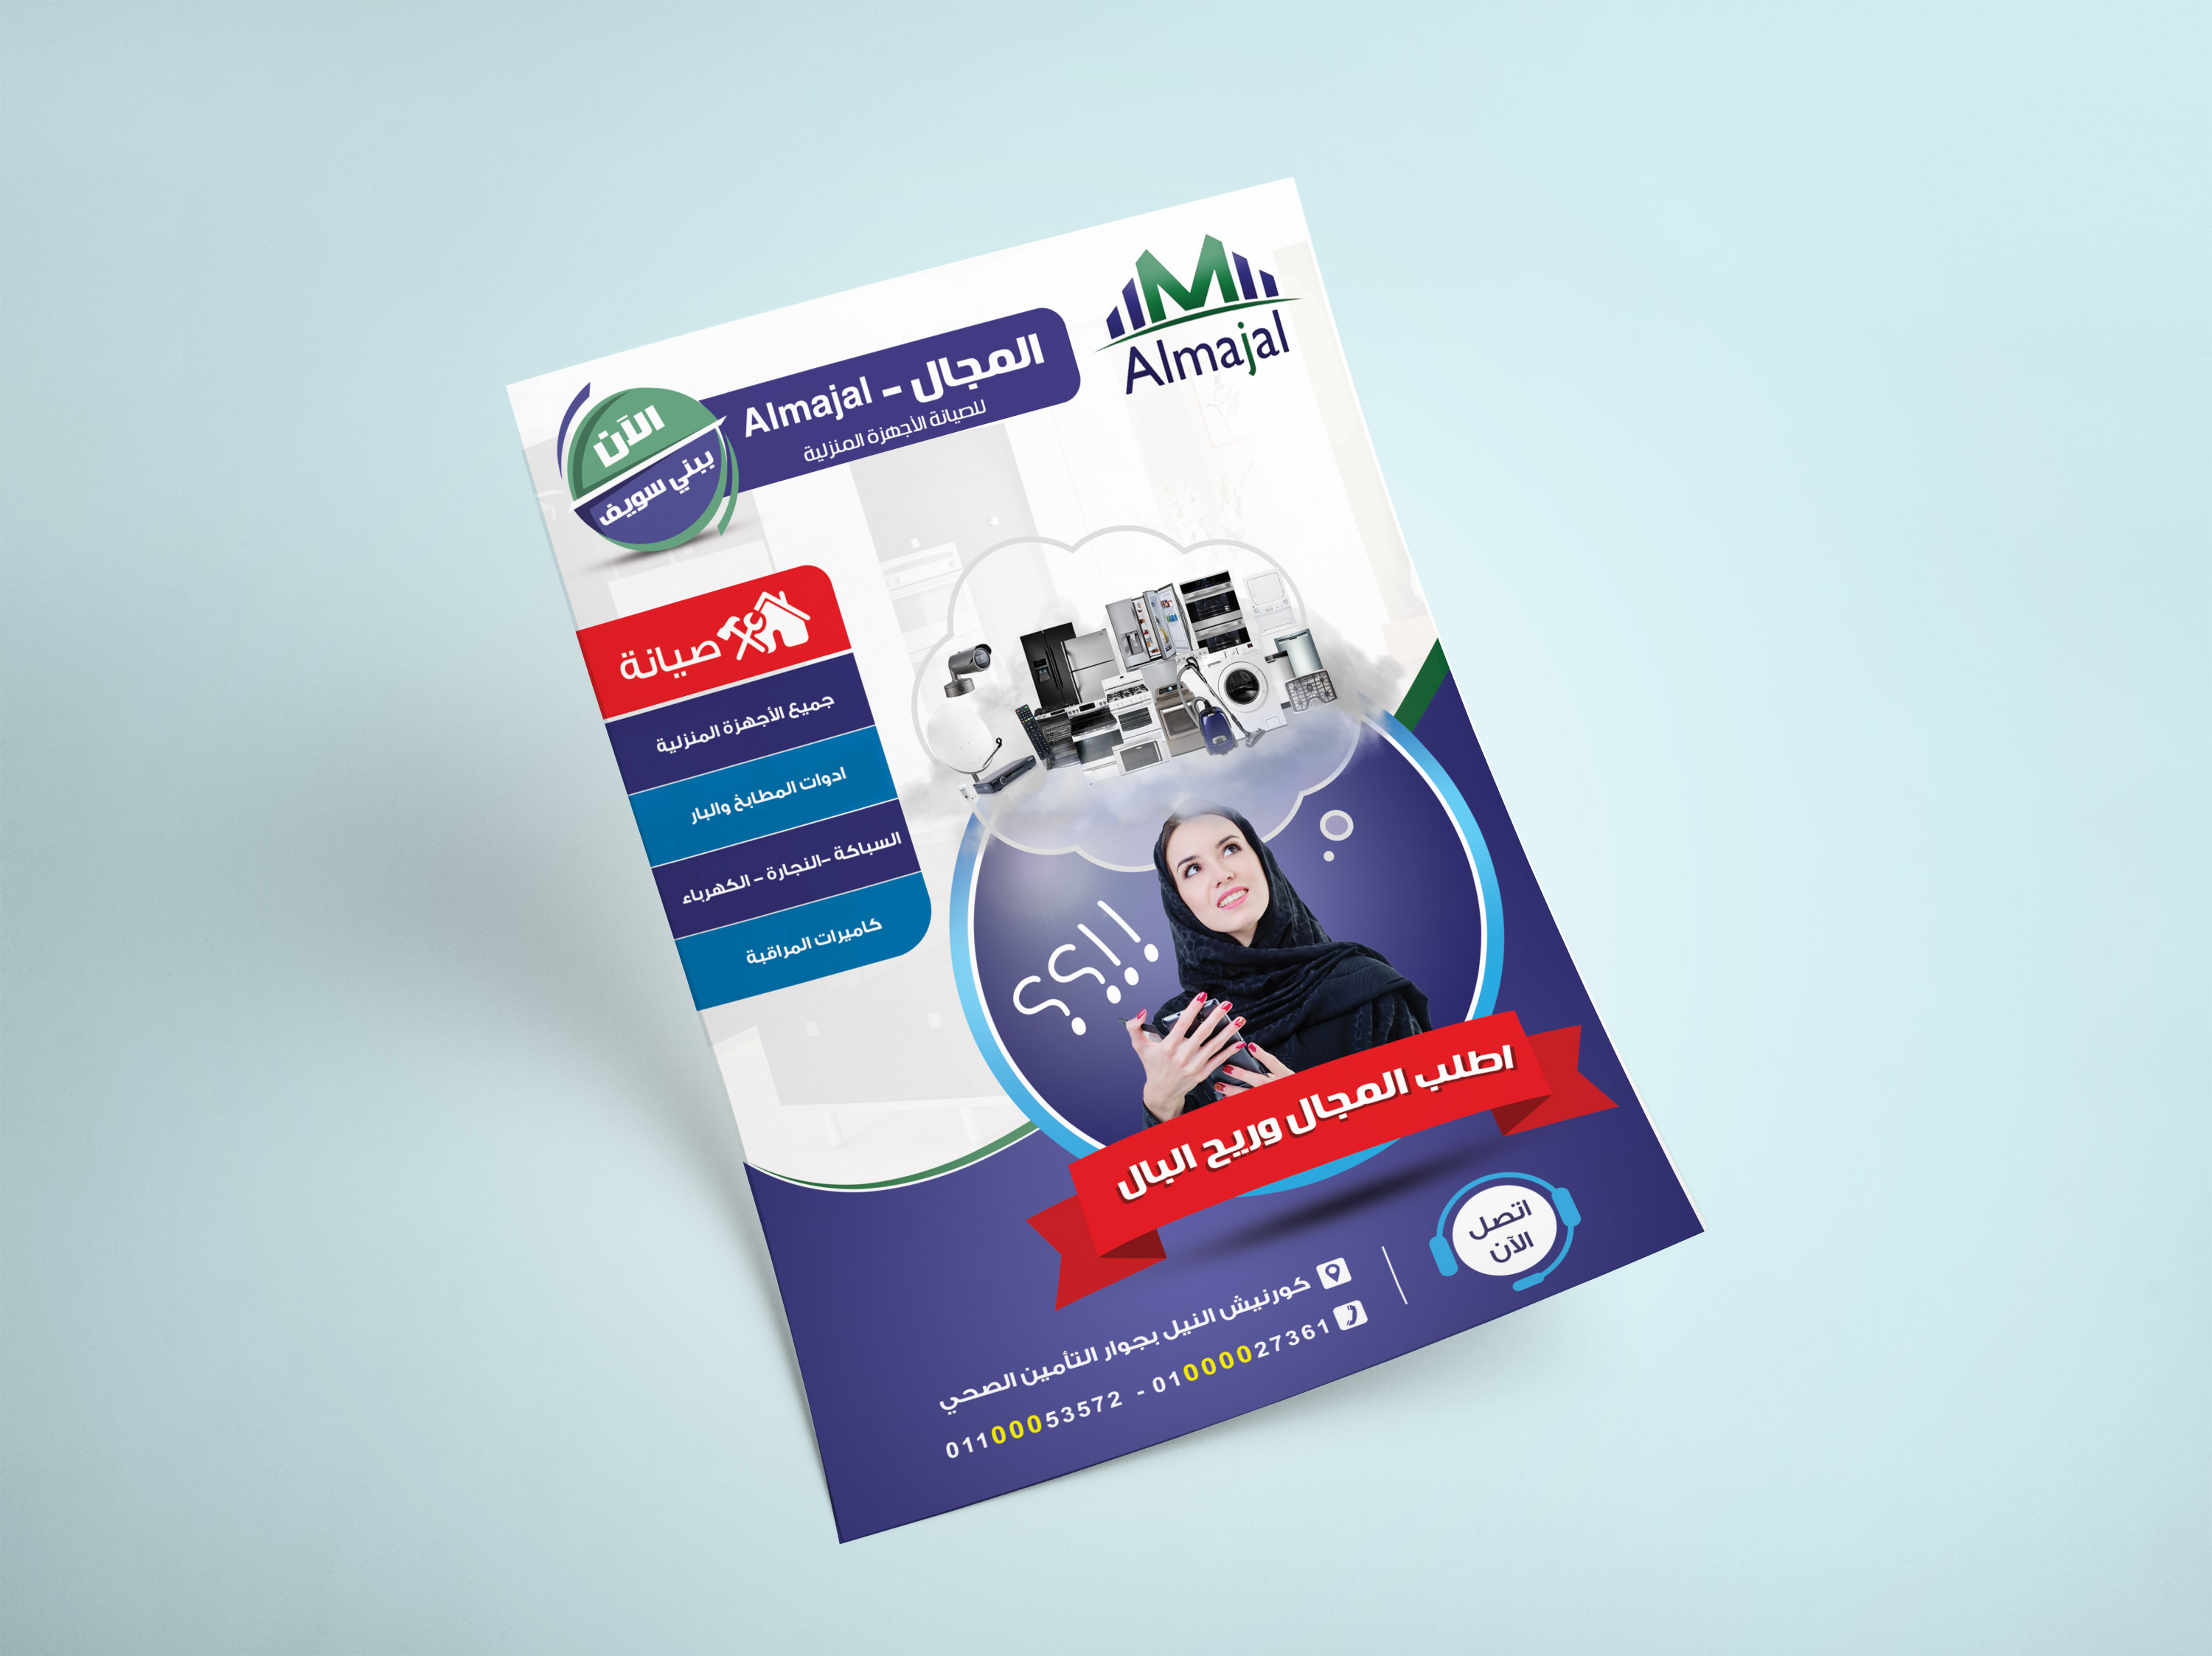 Almajal
المجال - Almajal
للصيانة الأجهزة المنزلية
الآن
ببني سويف
صيانة
جميع الأجهزة المنزلية
ادوات المطابخ والبار
السباكة -النجارة - الكهرباء
كاميرات المراقبة
!!؟؟
اطلب المجال وريح البال
اتصل
الآن
كورنيش النيل بجوار التأمين الصحي
01100053572 - 01000027361